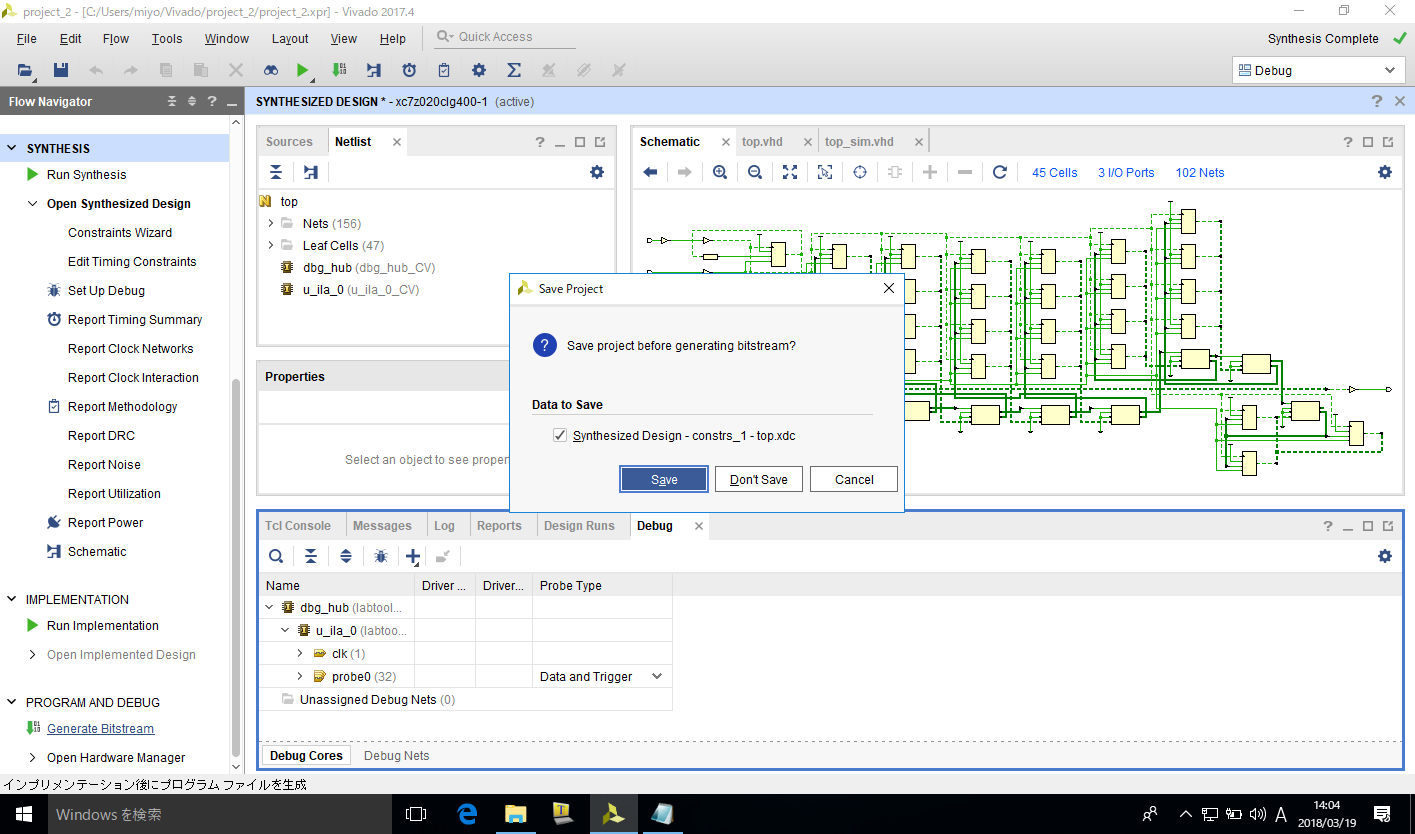 project_2 - [C:/Users/miyo/Vivado/project_2/project_2.xpr] - Vivado 2017.4
File Edit Flow Tools Window Layout View Help Quick Access
Synthesis Complete
Debug
Flow Navigator
SYNTHESIS
Run Synthesis
Open Synthesized Design
Constraints Wizard
Edit Timing Constraints
Set Up Debug
Report Timing Summary
Report Clock Networks
Report Clock Interaction
Report Methodology
Report DRC
Report Noise
Report Utilization
Report Power
Schematic
IMPLEMENTATION
Run Implementation
Open Implemented Design
PROGRAM AND DEBUG
Generate Bitstream
Open Hardware Manager
SYNTHESIZED DESIGN * - xc7z020clg400-1 (active)
Sources Netlist
top
Nets (156)
Leaf Cells (47)
dbg_hub (dbg_hub_CV)
u_ila_0 (u_ila_0_CV)
Properties
Select an object to see proper
Schematic top.vhd top_sim.vhd
45 Cells 3 I/O Ports 102 Nets
Save Project
Save project before generating bitstream?
Data to Save
Synthesized Design - constrs_1 - top.xdc
Save Don't Save Cancel
Tcl Console Messages Log Reports Design Runs Debug
Name Driver ... Driver... Probe Type
dbg_hub (labtool...
u_ila_0 (labtoo...
clk (1)
probe0 (32) Data and Trigger
Unassigned Debug Nets (0)
Debug Cores Debug Nets
インプリメンテーション後にプログラム ファイルを生成
Windows を検索
A
14:04
2018/03/19